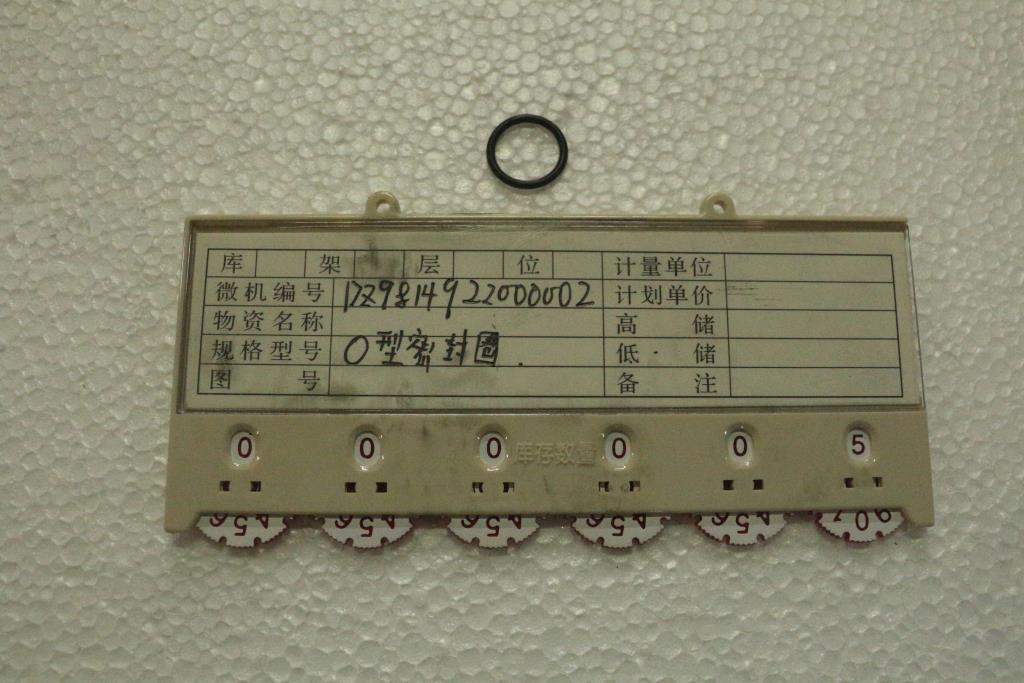 库 架 层 位 计量单位
微机编号 DZ9814922000002 计划单价
物资名称 高 储
规格型号 O型密封圈 低 储
图 号 备 注
0 0 0 库存数量 0 0 5